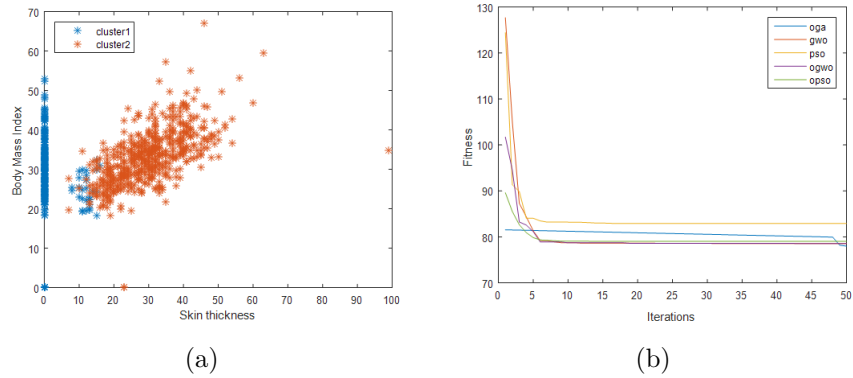 70
60
50
40
30
20
10
0
Body Mass Index
cluster1
cluster2
0 10 20 30 40 50 60 70 80 90 100
Skin thickness
(a)
130
120
110
100
90
80
70
Fitness
oga
gwo
pso
ogwo
opso
0 5 10 15 20 25 30 35 40 45 50
Iterations
(b)